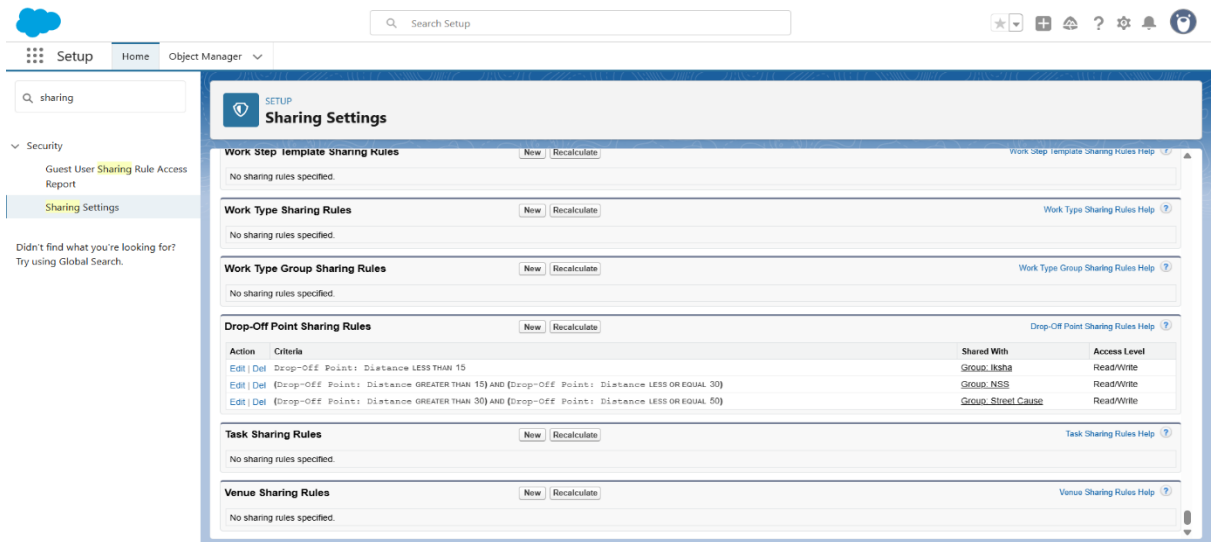 Search Setup
Setup Home Object Manager
sharing
Security
Guest User Sharing Rule Access
Report
Sharing Settings
Didn't find what you're looking for?
Try using Global Search.
SETUP
Sharing Settings
Work Step Template Sharing Rules New Recalculate Work Step Template Sharing Rules Help ?
No sharing rules specified.
Work Type Sharing Rules New Recalculate Work Type Sharing Rules Help ?
No sharing rules specified.
Work Type Group Sharing Rules New Recalculate Work Type Group Sharing Rules Help ?
No sharing rules specified.
Drop-Off Point Sharing Rules New Recalculate Drop-Off Point Sharing Rules Help ?
Action Criteria Shared With Access Level
Edit | Del Drop-Off Point: Distance LESS THAN 15 Group: Iksha Read/Write
Edit | Del (Drop-Off Point: Distance GREATER THAN 15) AND (Drop-Off Point: Distance LESS OR EQUAL 30) Group: NSS Read/Write
Edit | Del (Drop-Off Point: Distance GREATER THAN 30) AND (Drop-Off Point: Distance LESS OR EQUAL 50) Group: Street Cause Read/Write
Task Sharing Rules New Recalculate Task Sharing Rules Help ?
No sharing rules specified.
Venue Sharing Rules New Recalculate Venue Sharing Rules Help ?
No sharing rules specified.